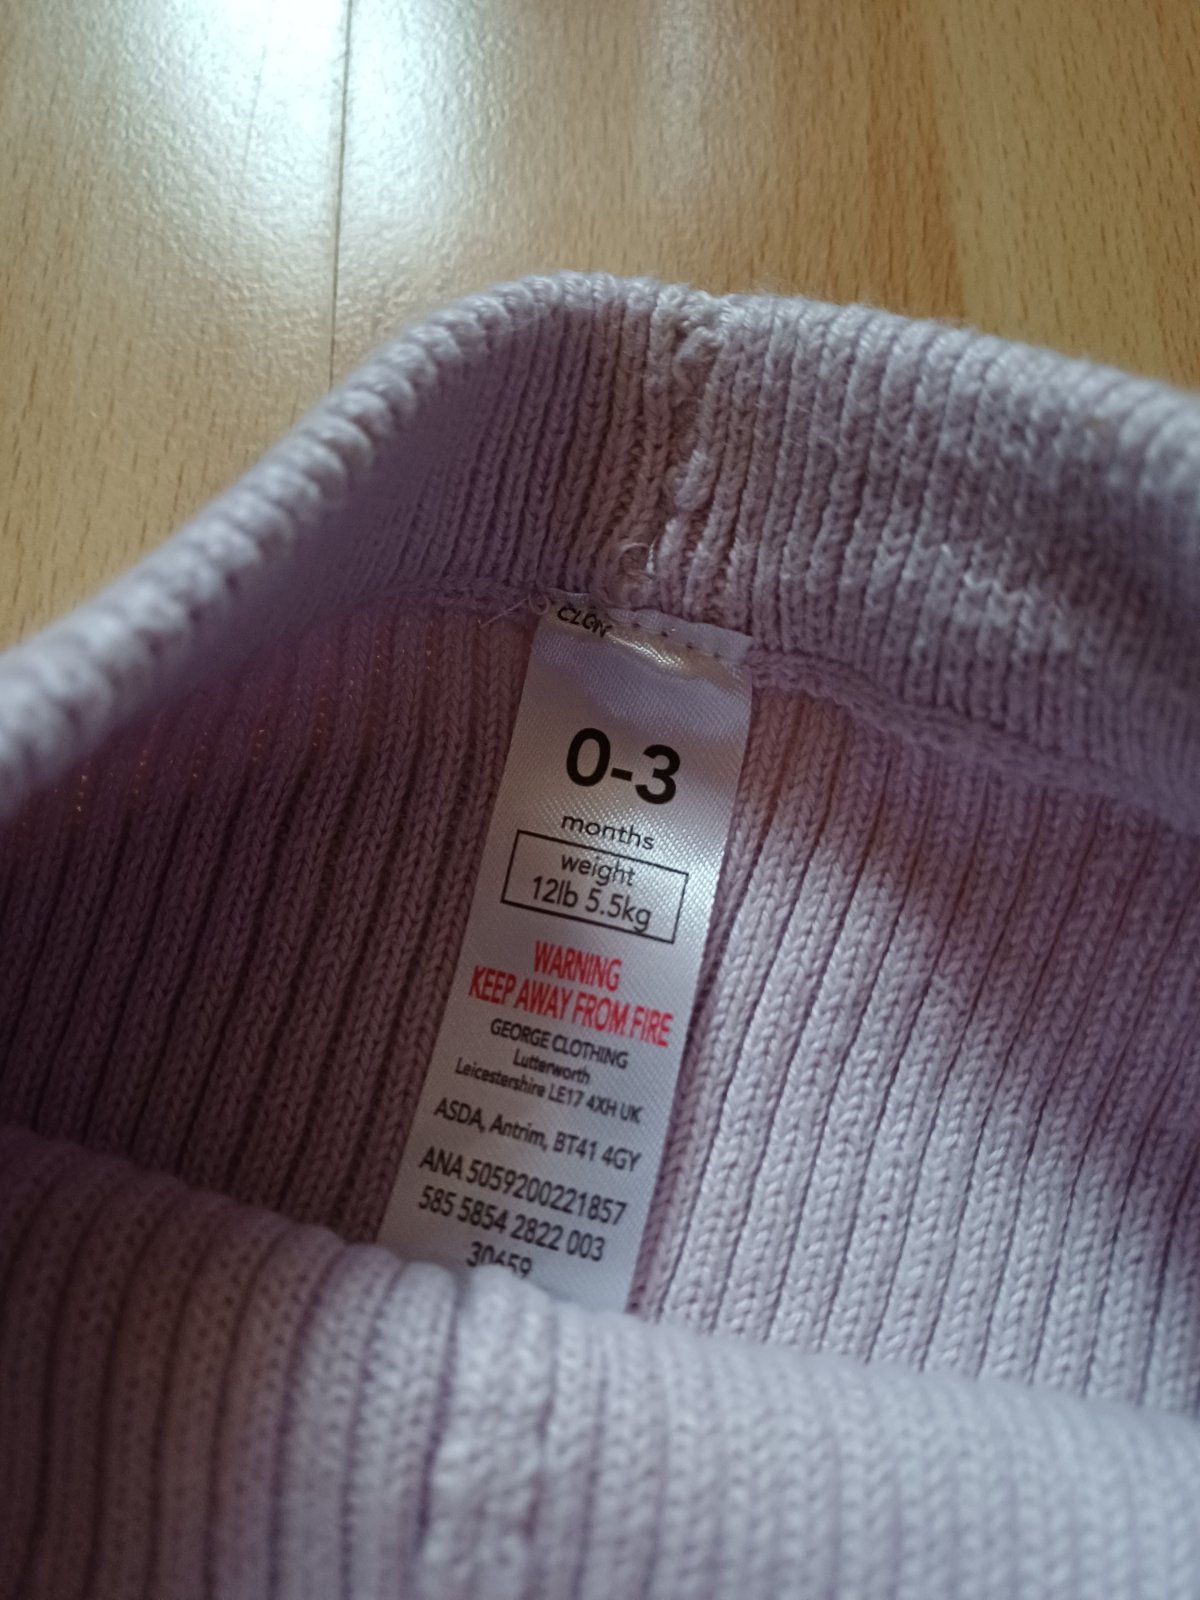 0-3
months
weight
12lb 5.5kg
WARNING
KEEP AWAY FROM FIRE
GEORGE CLOTHING
Lutterworth
Leicestershire LE17 4XH UK
ASDA, Antrim, BT41 4GY
ANA 5059200221857
585 5854 2822 003
30659